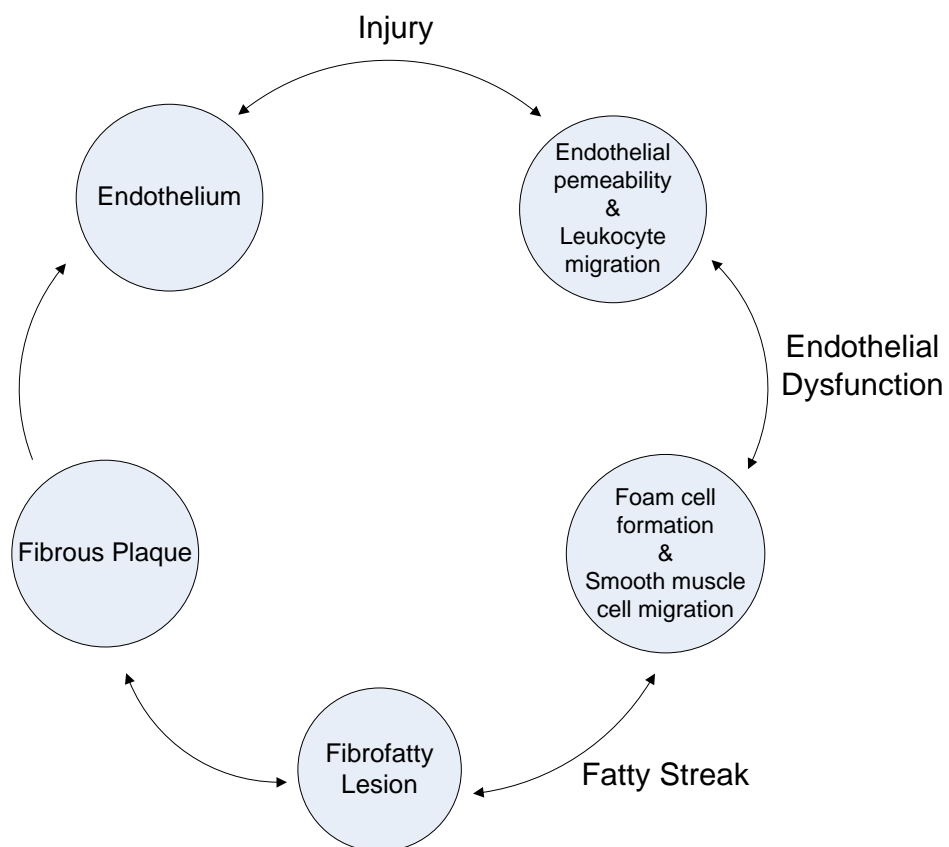 Injury
Endothelium
Endothelial
pemeability
&
Leukocyte
migration
Endothelial
Dysfunction
Foam cell
formation
&
Smooth muscle
cell migration
Fatty Streak
Fibrofatty
Lesion
Fibrous Plaque